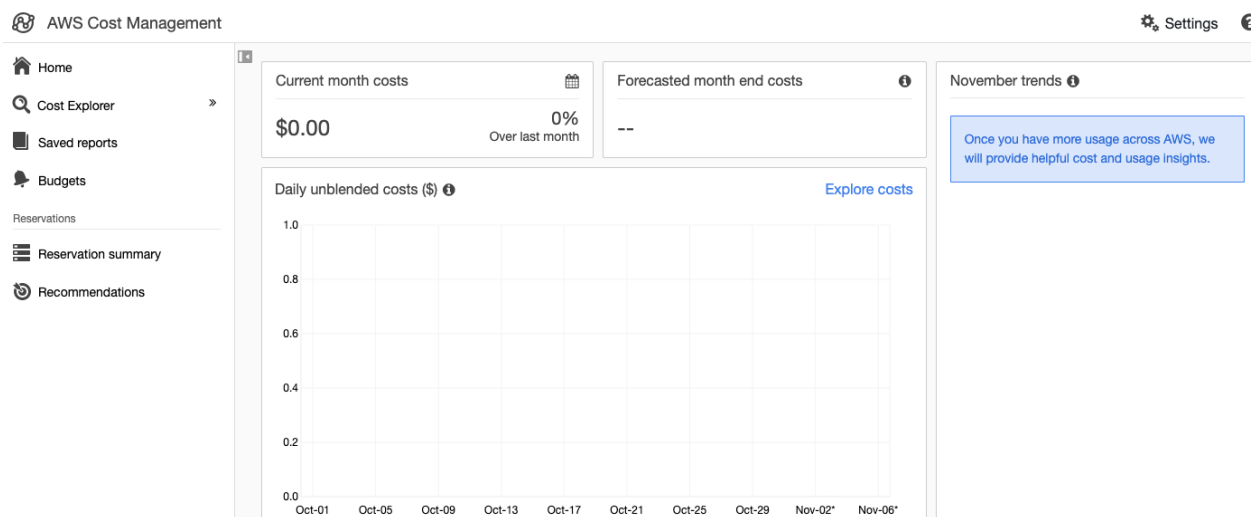 AWS Cost Management
Settings
Home
Cost Explorer »
Saved reports
Budgets
Reservations
Reservation summary
Recommendations
Current month costs
$0.00
0%
Over last month
Forecasted month end costs
--
November trends
Once you have more usage across AWS, we
will provide helpful cost and usage insights.
Daily unblended costs ($)
Explore costs
1.0
0.8
0.6
0.4
0.2
0.0
Oct-01 Oct-05 Oct-09 Oct-13 Oct-17 Oct-21 Oct-25 Oct-29 Nov-02* Nov-06*